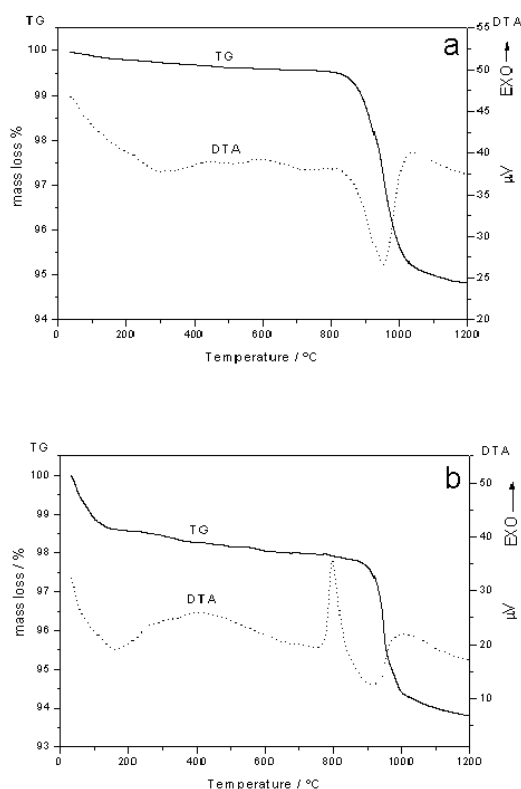 TG
DTA
a
55
100
50
EXO
99
45
98
40
97
35
μV
96
30
95
25
94
20
mass loss %
TG
DTA
0
200
400
600
800
1000
1200
Temperature / ºC
TG
DTA
b
100
50
EXO
99
98
40
97
30
μV
96
20
95
94
10
93
mass loss / %
TG
DTA
0
200
400
600
800
1000
1200
Temperature / ºC